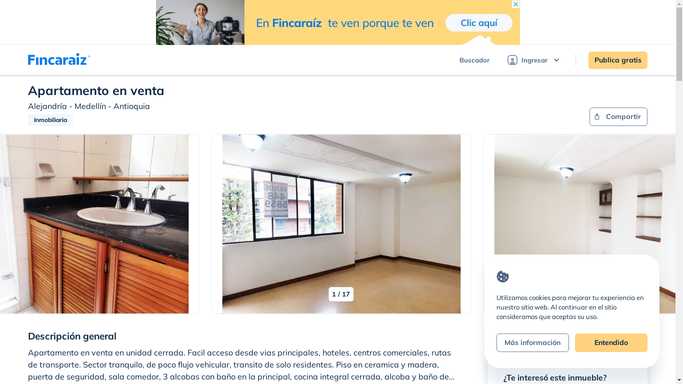 En Fincaraíz te ven porque te ven
Clic aquí
Fincaraiz
Buscador
Ingresar
Publica gratis
Apartamento en venta
Alejandría - Medellín - Antioquia
Inmobiliaria
Compartir
1 / 17
Utilizamos cookies para mejorar tu experiencia en
nuestro sitio web. Al continuar en el sitio
consideramos que aceptas su uso.
Más información
Entendido
Descripción general
Apartamento en venta en unidad cerrada. Facil acceso desde vias principales, hoteles, centros comerciales, rutas
de transporte. Sector tranquilo, de poco flujo vehicular, transito de solo residentes. Piso en ceramica y madera,
puerta de seguridad, sala comedor, 3 alcobas con baño en la principal, cocina integral cerrada, alcoba y baño de...
¿Te interesó este inmueble?